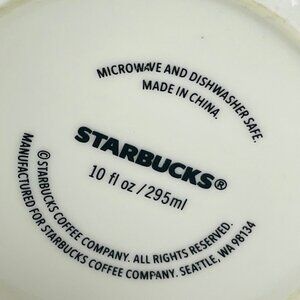 MICROWAVE AND DISHWASHER SAFE.
MADE IN CHINA.
STARBUCKS®
10 fl oz/295ml
©STARBUCKS COFFEE COMPANY. ALL RIGHTS RESERVED.
MANUFACTURED FOR STARBUCKS COFFEE COMPANY. SEATTLE, WA 98134